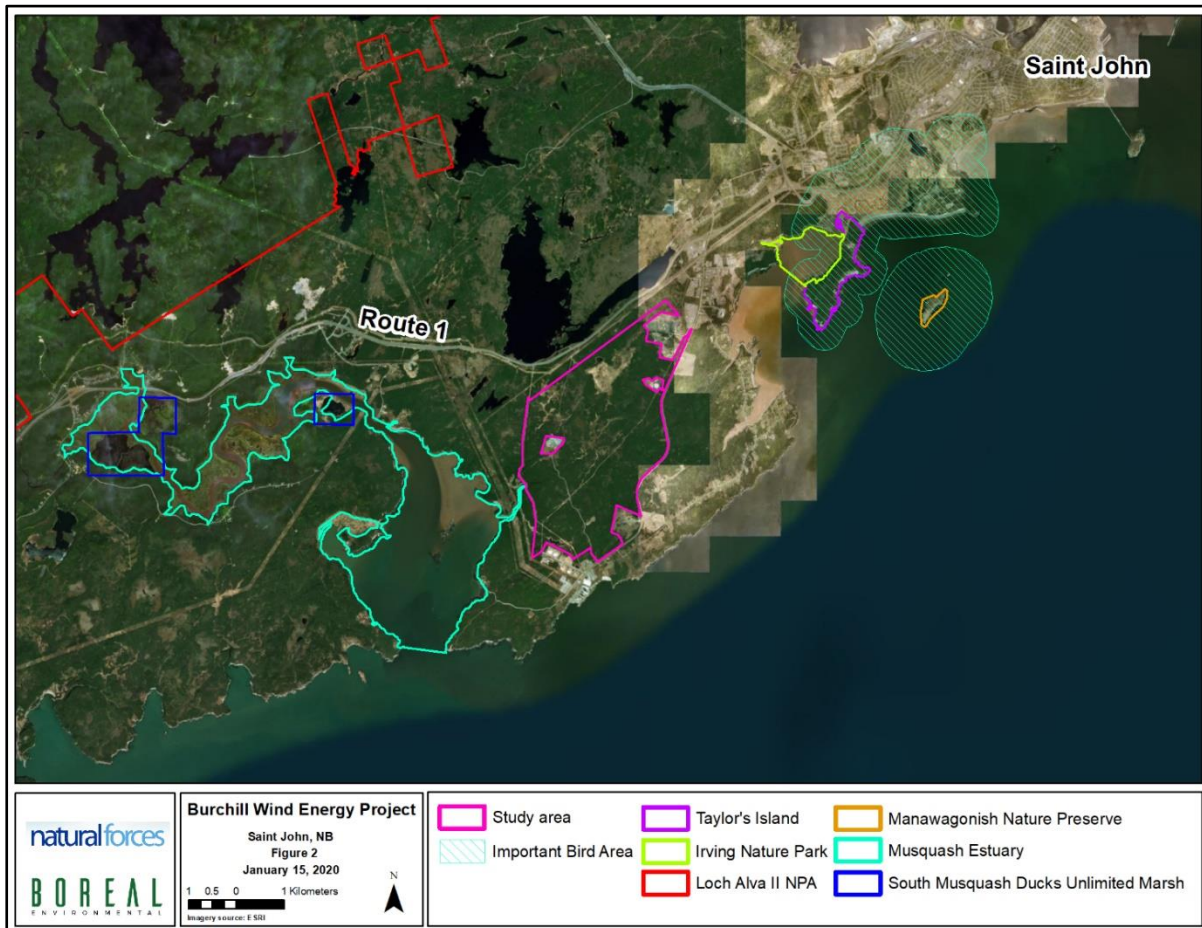 Saint John
Route 1
naturalforces
BOREAL
ENVIRONMENTAL
Burchill Wind Energy Project
Saint John, NB
Figure 2
January 15, 2020
1 0.5 0 1 Kilometers
Imagery source: ESRI
N
Study area
Important Bird Area
Taylor's Island
Irving Nature Park
Loch Alva II NPA
Manawagonish Nature Preserve
Musquash Estuary
South Musquash Ducks Unlimited Marsh